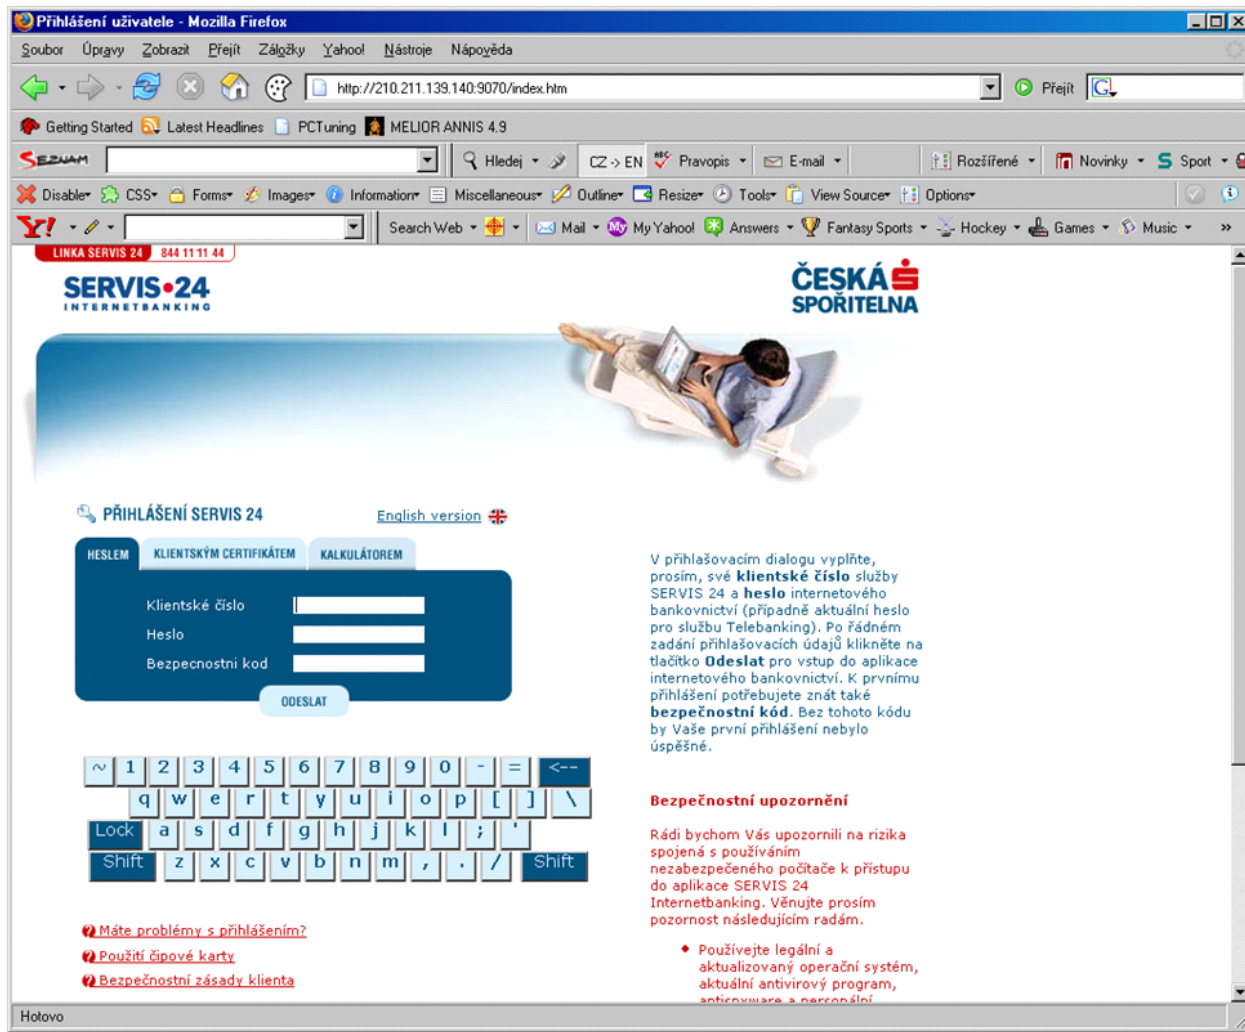 Přihlášení uživatele - Mozilla Firefox
Soubor Úpravy Zobrazit Přejít Záložky Yahoo! Nástroje Nápověda
http://210.211.139.140:9070/index.htm Přejít
Getting Started Latest Headlines PCTuning MELIOR ANNIS 4.9
SEZNAM Hledej CZ -> EN Pravopis E-mail Rozšířené Novinky Sport
Disable CSS Forms Images Information Miscellaneous Outline Resize Tools View Source Options
Y! Search Web Mail My Yahoo! Answers Fantasy Sports Hockey Games Music »
LINKA SERVIS 24 844 11 11 44
SERVIS 24
INTERNETBANKING
ČESKÁ
SPOŘITELNA
PŘIHLÁŠENÍ SERVIS 24
English version
HESLEM KLIENTSKÝM CERTIFIKÁTEM KALKULÁTOREM
Klientské číslo
Heslo
Bezpecnostni kod
ODESLAT
~ 1 2 3 4 5 6 7 8 9 0 - = <--
q w e r t y u i o p [ ] \
Lock a s d f g h j k l ; '
Shift z x c v b n m , . / Shift
Máte problémy s přihlášením?
Použití čipové karty
Bezpečnostní zásady klienta
V přihlašovacím dialogu vyplňte,
prosím, své klientské číslo služby
SERVIS 24 a heslo internetového
bankovnictví (případně aktuální heslo
pro službu Telebanking). Po řádném
zadání přihlašovacích údajů klikněte na
tlačítko Odeslat pro vstup do aplikace
internetového bankovnictví. K prvnímu
přihlášení potřebujete znát také
bezpečnostní kód. Bez tohoto kódu
by Vaše první přihlášení nebylo
úspěšné.
Bezpečnostní upozornění
Rádi bychom Vás upozornili na rizika
spojená s používáním
nezabezpečeného počítače k přístupu
do aplikace SERVIS 24
Internetbanking. Věnujte prosím
pozornost následujícím radám.
Používejte legální a
aktualizovaný operační systém,
aktuální antivirový program,
antispyware a personální
Hotovo